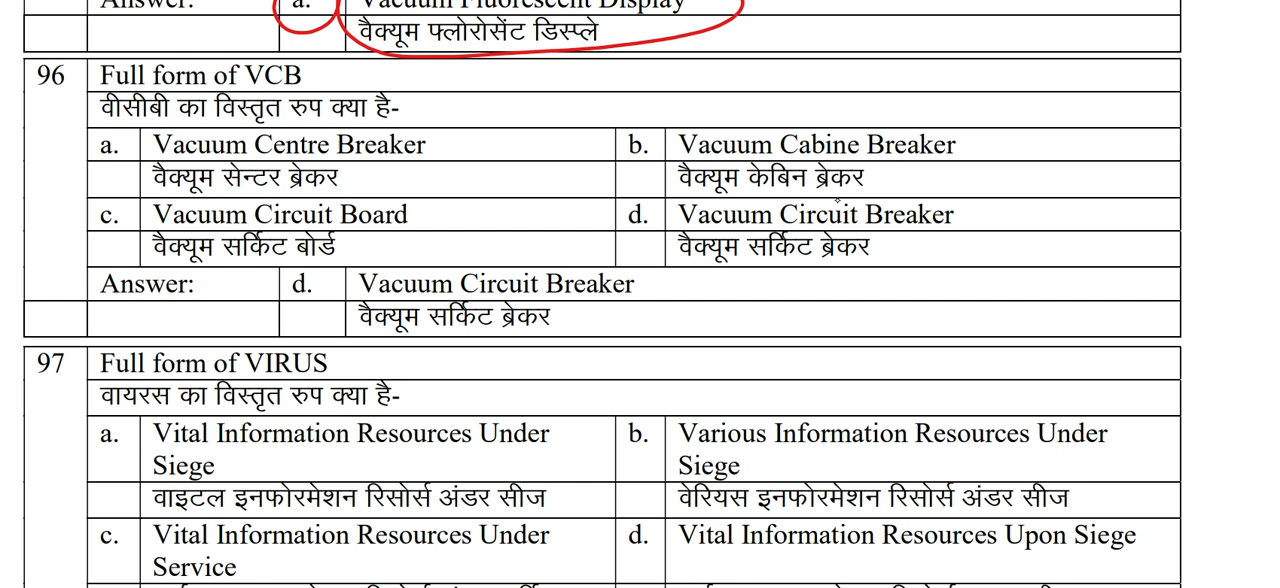 Answer: a. Vacuum Fluorescent Display
वैक्यूम फ्लोरोसेंट डिस्प्ले
96 Full form of VCB
वीसीबी का विस्तृत रुप क्या है-
a. Vacuum Centre Breaker b. Vacuum Cabine Breaker
वैक्यूम सेन्टर ब्रेकर वैक्यूम केबिन ब्रेकर
c. Vacuum Circuit Board d. Vacuum Circuit Breaker
वैक्यूम सर्किट बोर्ड वैक्यूम सर्किट ब्रेकर
Answer: d. Vacuum Circuit Breaker
वैक्यूम सर्किट ब्रेकर
97 Full form of VIRUS
वायरस का विस्तृत रुप क्या है-
a. Vital Information Resources Under b. Various Information Resources Under
Siege Siege
वाइटल इनफोरमेशन रिसोर्स अंडर सीज वेरियस इनफोरमेशन रिसोर्स अंडर सीज
c. Vital Information Resources Under d. Vital Information Resources Upon Siege
Service